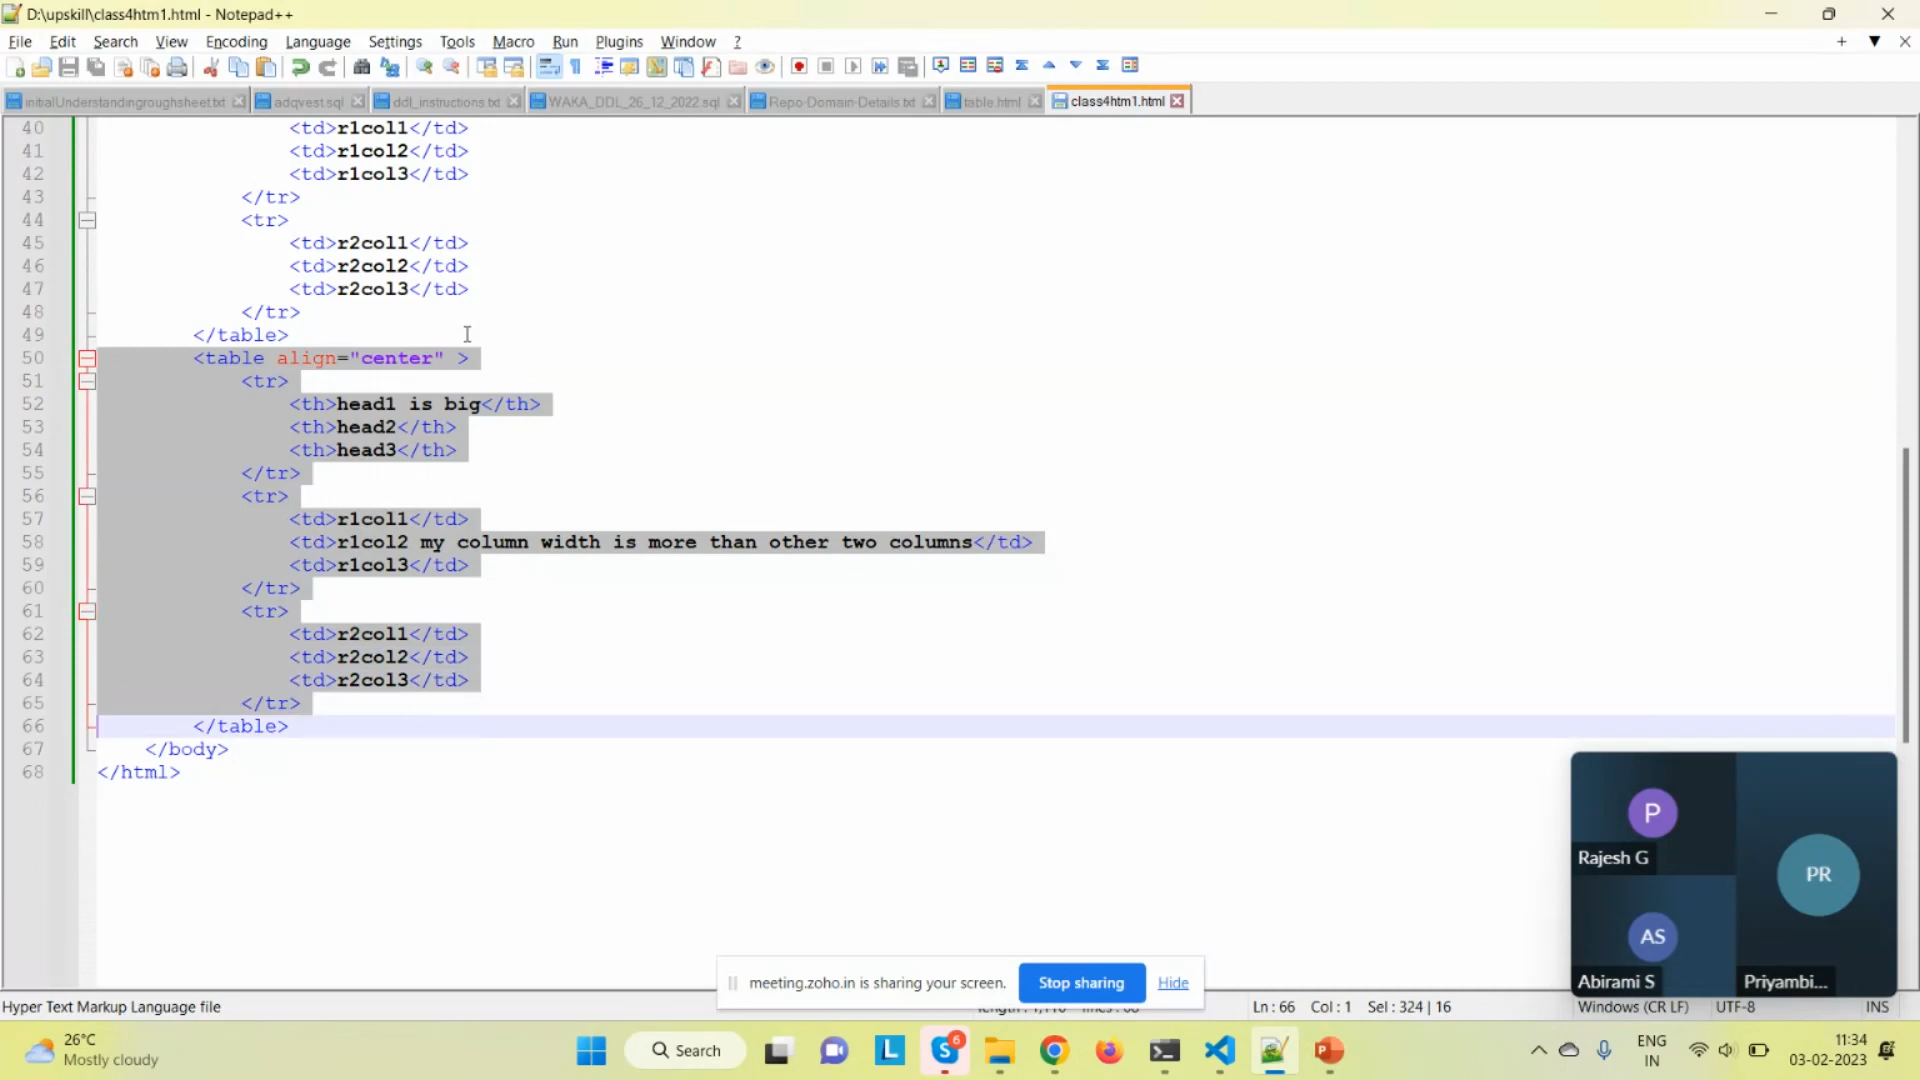 D:\upskill\class4htm1.html - Notepad++
File Edit Search View Encoding Language Settings Tools Macro Run Plugins Window ?
initialUnderstandingroughsheet.txt adqvest.sql ddl_instructions.txt WAKA_DDL_26_12_2022.sql Repo-Domain-Details.txt table.html class4htm1.html
40 <td>r1col1</td>
41 <td>r1col2</td>
42 <td>r1col3</td>
43 </tr>
44 <tr>
45 <td>r2col1</td>
46 <td>r2col2</td>
47 <td>r2col3</td>
48 </tr>
49 </table>
50 <table align="center" >
51 <tr>
52 <th>head1 is big</th>
53 <th>head2</th>
54 <th>head3</th>
55 </tr>
56 <tr>
57 <td>r1col1</td>
58 <td>r1col2 my column width is more than other two columns</td>
59 <td>r1col3</td>
60 </tr>
61 <tr>
62 <td>r2col1</td>
63 <td>r2col2</td>
64 <td>r2col3</td>
65 </tr>
66 </table>
67 </body>
68 </html>
P
Rajesh G
PR
AS
Abirami S
Priyambi...
meeting.zoho.in is sharing your screen. Stop sharing Hide
Hyper Text Markup Language file Ln : 66 Col : 1 Sel : 324 | 16 Windows (CR LF) UTF-8 INS
26°C
Mostly cloudy
Search
6
ENG
IN
11:34
03-02-2023